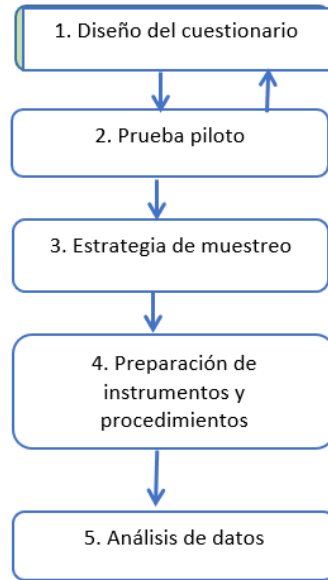 1. Diseño del cuestionario
2. Prueba piloto
3. Estrategia de muestreo
4. Preparación de
instrumentos y
procedimientos
5. Análisis de datos